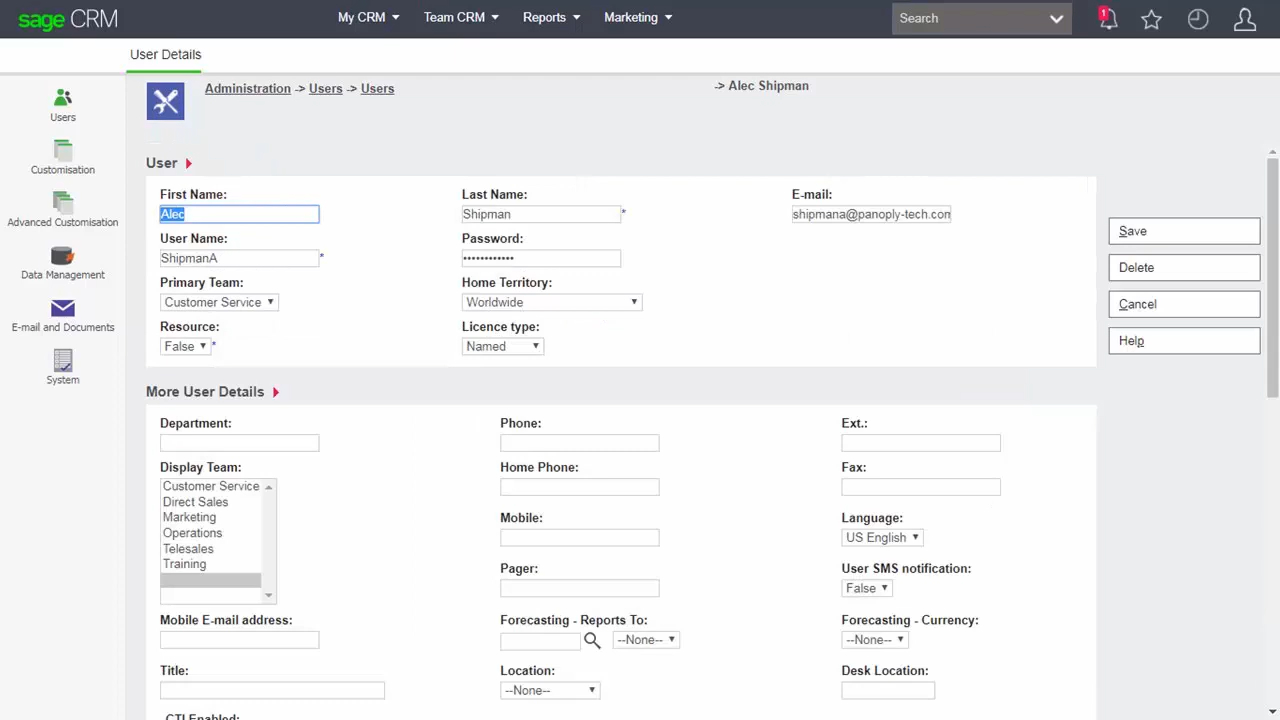 sage CRM My CRM Team CRM Reports Marketing Search 1
User Details
Administration -> Users -> Users -> Alec Shipman
Users
Customisation
Advanced Customisation
Data Management
E-mail and Documents
System
User
First Name: Last Name: E-mail:
Alec Shipman * shipmana@panoply-tech.com
User Name: Password:
ShipmanA * ••••••••••••
Primary Team: Home Territory:
Customer Service Worldwide
Resource: Licence type:
False * Named
Save
Delete
Cancel
Help
More User Details
Department: Phone: Ext.:
Display Team: Home Phone: Fax:
Customer Service
Direct Sales
Marketing
Operations
Telesales
Training
Mobile: Language:
US English
Pager: User SMS notification:
False
Mobile E-mail address: Forecasting - Reports To: Forecasting - Currency:
--None-- --None--
Title: Location: Desk Location:
--None--
CTI Enabled: